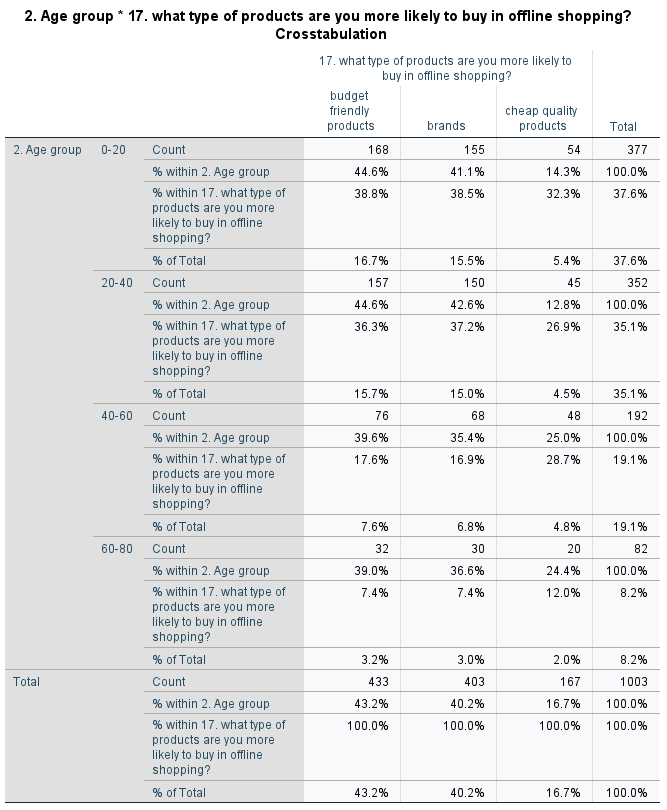 2. Age group * 17. what type of products are you more likely to buy in offline shopping?
Crosstabulation
17. what type of products are you more likely to
buy in offline shopping?
budget
friendly
products brands cheap quality
products Total
2. Age group 0-20 Count 168 155 54 377
% within 2. Age group 44.6% 41.1% 14.3% 100.0%
% within 17. what type of 38.8% 38.5% 32.3% 37.6%
products are you more
likely to buy in offline
shopping?
% of Total 16.7% 15.5% 5.4% 37.6%
20-40 Count 157 150 45 352
% within 2. Age group 44.6% 42.6% 12.8% 100.0%
% within 17. what type of 36.3% 37.2% 26.9% 35.1%
products are you more
likely to buy in offline
shopping?
% of Total 15.7% 15.0% 4.5% 35.1%
40-60 Count 76 68 48 192
% within 2. Age group 39.6% 35.4% 25.0% 100.0%
% within 17. what type of 17.6% 16.9% 28.7% 19.1%
products are you more
likely to buy in offline
shopping?
% of Total 7.6% 6.8% 4.8% 19.1%
60-80 Count 32 30 20 82
% within 2. Age group 39.0% 36.6% 24.4% 100.0%
% within 17. what type of 7.4% 7.4% 12.0% 8.2%
products are you more
likely to buy in offline
shopping?
% of Total 3.2% 3.0% 2.0% 8.2%
Total Count 433 403 167 1003
% within 2. Age group 43.2% 40.2% 16.7% 100.0%
% within 17. what type of 100.0% 100.0% 100.0% 100.0%
products are you more
likely to buy in offline
shopping?
% of Total 43.2% 40.2% 16.7% 100.0%